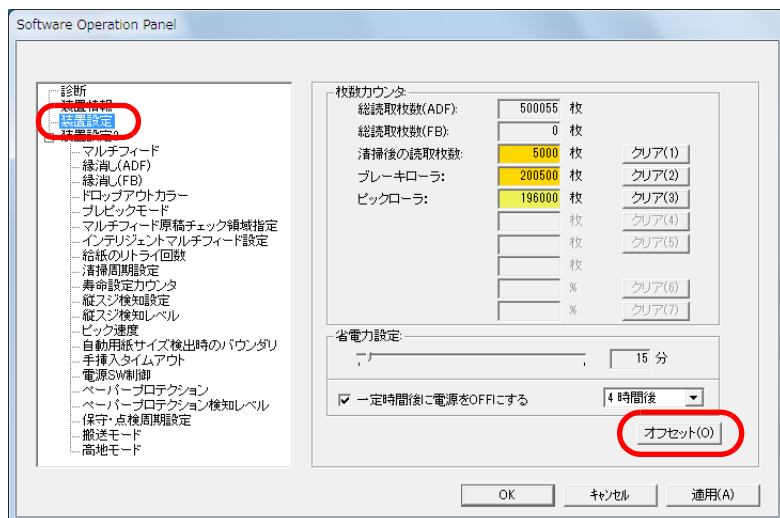 Software Operation Panel
診断
装置情報
装置設定
装置設定2
マルチフィード
縁消し(ADF)
縁消し(FB)
ドロップアウトカラー
プレピックモード
マルチフィード原稿チェック領域指定
インテリジェントマルチフィード設定
給紙のリトライ回数
清掃周期設定
寿命設定カウンタ
縦スジ検知設定
縦スジ検知レベル
ピック速度
自動用紙サイズ検出時のバウンダリ
手挿入タイムアウト
電源SW制御
ペーパープロテクション
ペーパープロテクション検知レベル
保守・点検周期設定
搬送モード
高地モード
枚数カウンタ
総読取枚数(ADF): 500055 枚
総読取枚数(FB): 0 枚
清掃後の読取枚数: 5000 枚 クリア(1)
ブレーキローラ: 200500 枚 クリア(2)
ピックローラ: 196000 枚 クリア(3)
枚 クリア(4)
枚 クリア(5)
枚
% クリア(6)
% クリア(7)
省電力設定:
15 分
一定時間後に電源をOFFにする 4 時間後
オフセット(O)
OK キャンセル 適用(A)